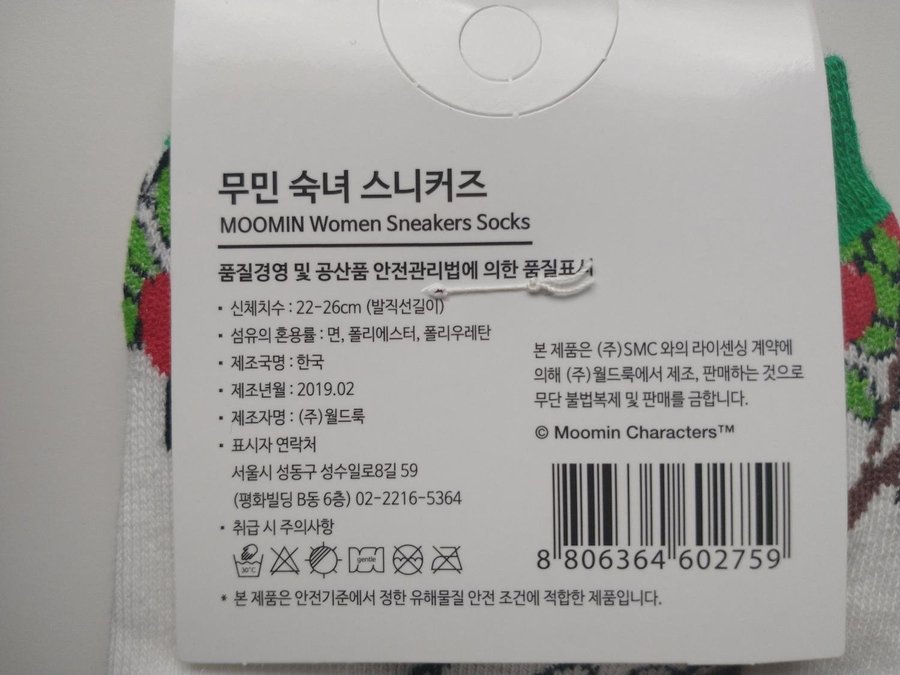 무민 숙녀 스니커즈
MOOMIN Women Sneakers Socks
품질경영 및 공산품 안전관리법에 의한 품질표시
▪ 신체치수 : 22-26cm (발직선길이)
▪ 섬유의 혼용률 : 면, 폴리에스터, 폴리우레탄
▪ 제조국명 : 한국
▪ 제조년월 : 2019.02
▪ 제조자명 : (주)월드룩
▪ 표시자 연락처
서울시 성동구 성수일로8길 59
(평화빌딩 B동 6층) 02-2216-5364
▪ 취급 시 주의사항
30°C
gentle
* 본 제품은 안전기준에서 정한 유해물질 안전 조건에 적합한 제품입니다.
본 제품은 (주)SMC 와의 라이센싱 계약에
의해 (주)월드룩에서 제조, 판매하는 것으로
무단 불법복제 및 판매를 금합니다.
© Moomin Characters™
8 806364 602759